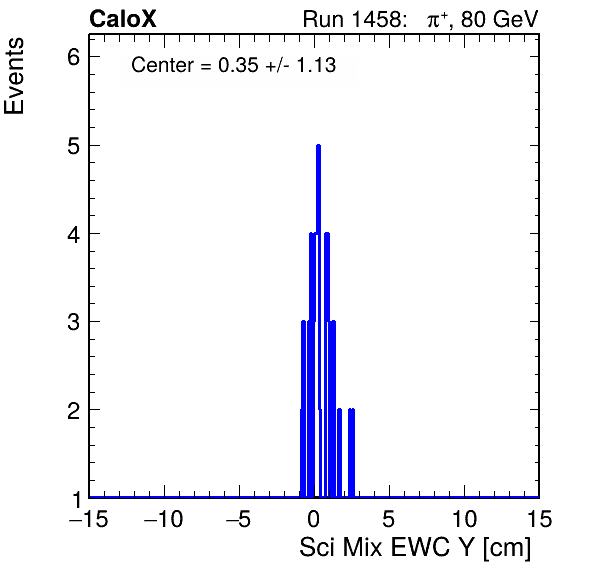 CaloX
Run 1458: π+, 80 GeV
Events
Center = 0.35 +/- 1.13
6
5
4
3
2
1
−15 −10 −5 0 5 10 15
Sci Mix EWC Y [cm]